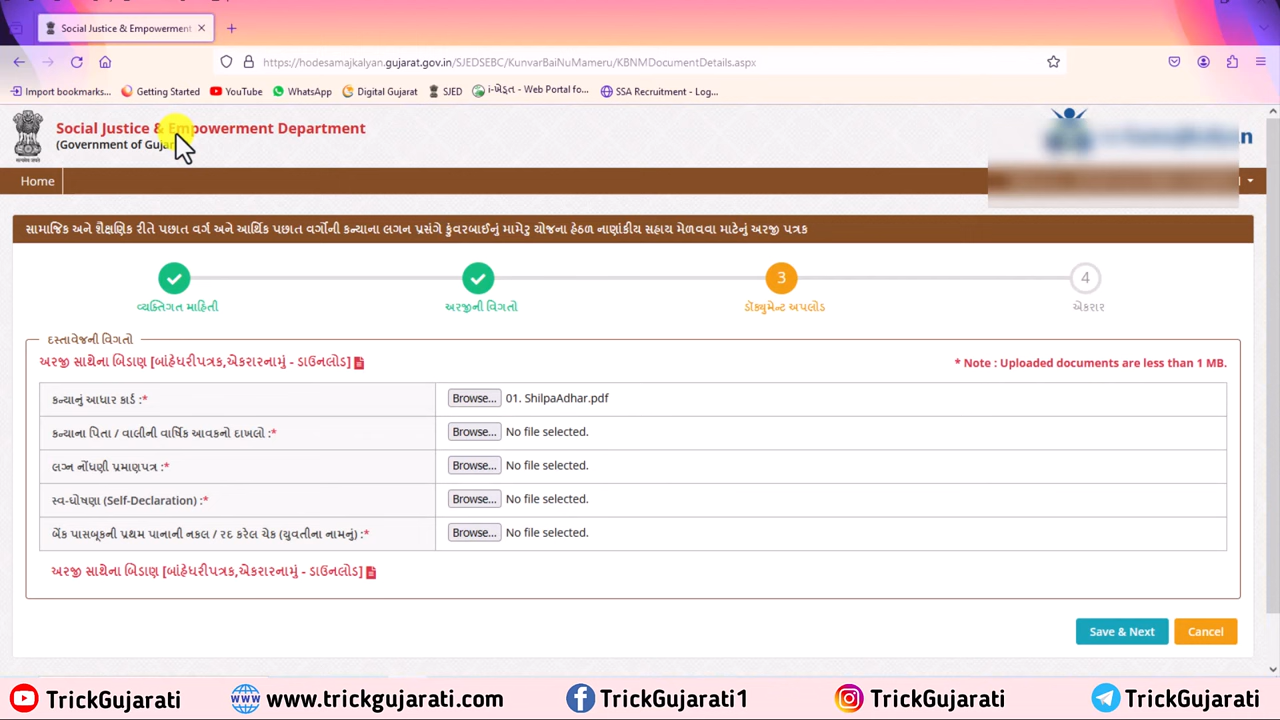 Social Justice & Empowerment
https://hodesamajkalyan.gujarat.gov.in/SJEDSEBC/KunvarBaiNuMameru/KBNMDocumentDetails.aspx
Import bookmarks... Getting Started YouTube WhatsApp Digital Gujarat SJED i-ખેડૂત - Web Portal fo... SSA Recruitment - Log...
Social Justice & Empowerment Department
(Government of Gujar
Home
સામાજિક અને શૈક્ષણિક રીતે પછાત વર્ગ અને આર્થિક પછાત વર્ગોની કન્યાના લગન પ્રસંગે કુંવરબાઈનું મામેરુ યોજના હેઠળ નાણાંકીય સહાય મેળવવા માટેનું અરજી પત્રક
3 4
વ્યક્તિગત માહિતી અરજીની વિગતો ડૉક્યુમેન્ટ અપલોડ એકરાર
દસ્તાવેજની વિગતો
અરજી સાથેના બિડાણ [બાંહેધરીપત્રક,એકરારનામું - ડાઉનલોડ] * Note : Uploaded documents are less than 1 MB.
કન્યાનું આધાર કાર્ડ :* Browse... 01. ShilpaAdhar.pdf
કન્યાના પિતા / વાલીની વાર્ષિક આવકનો દાખલો :* Browse... No file selected.
લગ્ન નોંધણી પ્રમાણપત્ર :* Browse... No file selected.
સ્વ-ઘોષણા (Self-Declaration) :* Browse... No file selected.
બેંક પાસબૂકની પ્રથમ પાનાની નકલ / રદ કરેલ ચેક (યુવતીના નામનું) :* Browse... No file selected.
અરજી સાથેના બિડાણ [બાંહેધરીપત્રક,એકરારનામું - ડાઉનલોડ]
Save & Next Cancel
TrickGujarati www.trickgujarati.com TrickGujarati1 TrickGujarati TrickGujarati